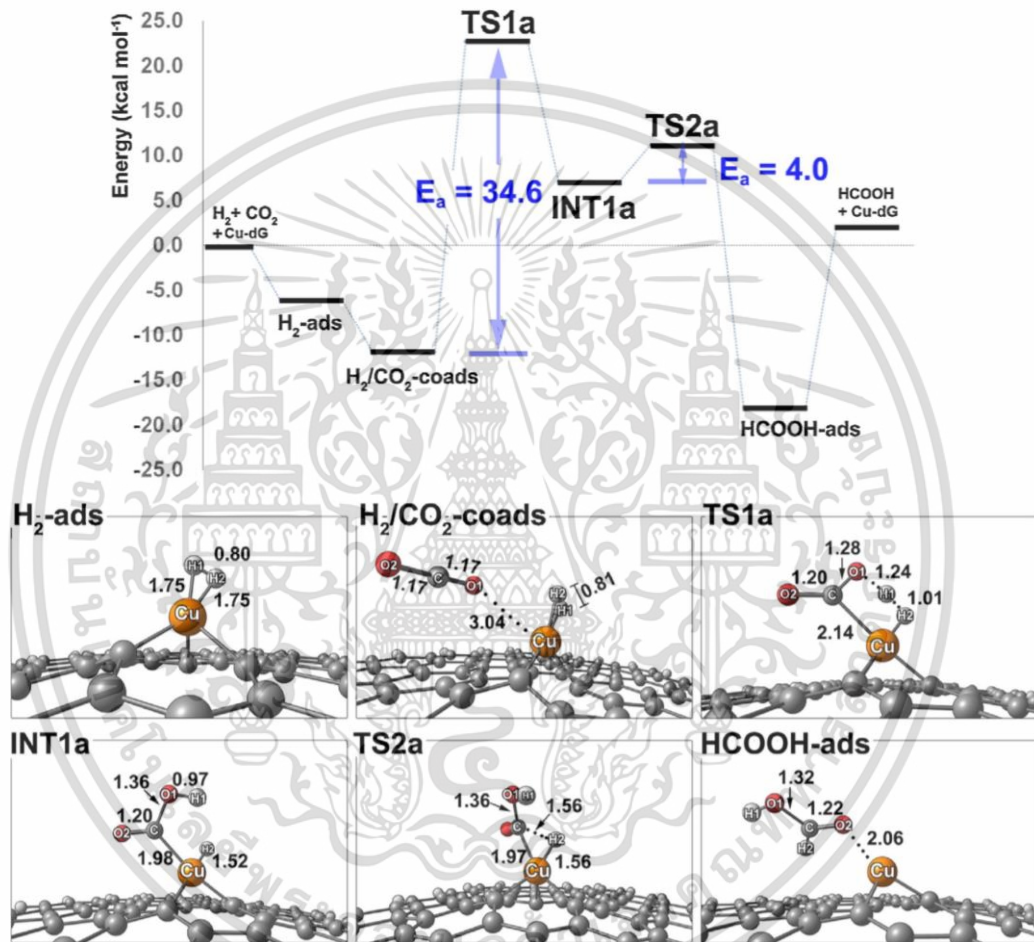 Energy (kcal mol⁻¹)
25.0
20.0
15.0
10.0
5.0
0.0
-5.0
-10.0
-15.0
-20.0
-25.0
TS1a
TS2a
Eₐ = 34.6
Eₐ = 4.0
INT1a
H₂+ CO₂
+ Cu-dG
HCOOH
+ Cu-dG
H₂-ads
H₂/CO₂-coads
HCOOH-ads
H₂-ads
0.80
H1
H2
1.75
1.75
Cu
H₂/CO₂-coads
O2
1.17
C
1.17
O1
H2
H1
0.81
3.04
Cu
TS1a
1.28
O1
1.20
1.24
O2
C
H1
1.01
H2
2.14
Cu
INT1a
1.36
O1
0.97
H1
1.20
O2
C
H2
1.98
1.52
Cu
TS2a
O1
H1
1.36
1.56
C
H2
1.97
1.56
Cu
HCOOH-ads
1.32
O1
1.22
H1
C
O2
H2
2.06
Cu